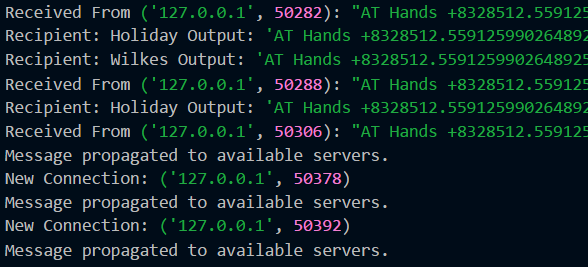 Received From ('127.0.0.1', 50282): "AT Hands +8328512.559125
Recipient: Holiday Output: 'AT Hands +8328512.559125990264892
Recipient: Wilkes Output: 'AT Hands +8328512.5591259902648925
Received From ('127.0.0.1', 50288): "AT Hands +8328512.559125
Recipient: Holiday Output: 'AT Hands +8328512.559125990264892
Received From ('127.0.0.1', 50306): "AT Hands +8328512.559125
Message propagated to available servers.
New Connection: ('127.0.0.1', 50378)
Message propagated to available servers.
New Connection: ('127.0.0.1', 50392)
Message propagated to available servers.